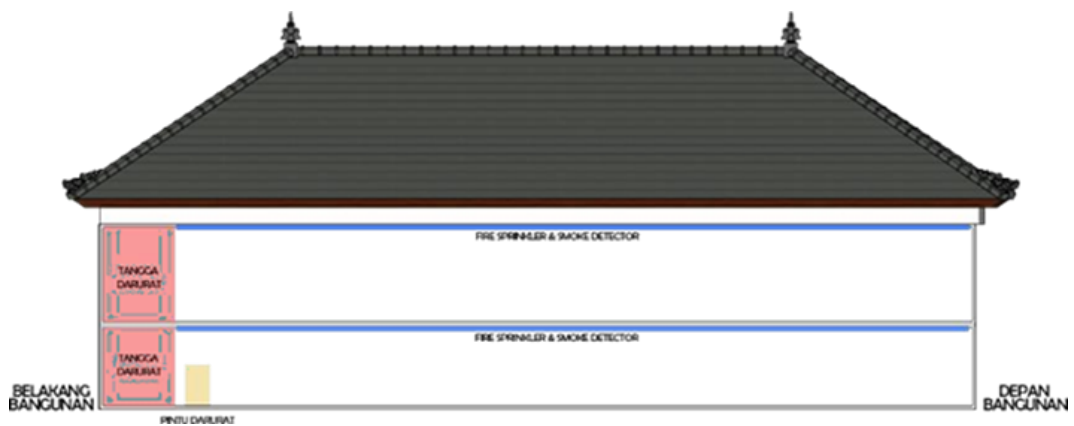 FIRE SPRINKLER & SMOKE DETECTOR
TANGGA
DARURAT
FIRE SPRINKLER & SMOKE DETECTOR
TANGGA
DARURAT
BELAKANG
BANGUNAN
DEPAN
BANGUNAN
PINTU DARURAT